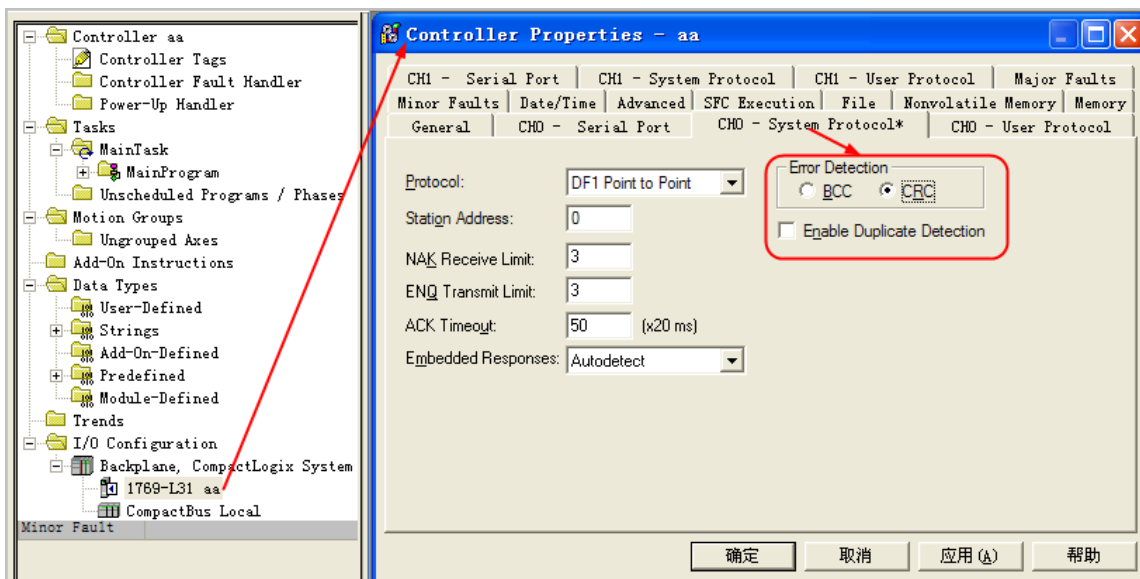 Controller aa
Controller Tags
Controller Fault Handler
Power-Up Handler
Tasks
MainTask
MainProgram
Unscheduled Programs / Phases
Motion Groups
Ungrouped Axes
Add-On Instructions
Data Types
User-Defined
Strings
Add-On-Defined
Predefined
Module-Defined
Trends
I/O Configuration
Backplane, CompactLogix System
1769-L31 aa
CompactBus Local
Minor Fault
Controller Properties - aa
CH1 - Serial Port CH1 - System Protocol CH1 - User Protocol Major Faults
Minor Faults Date/Time Advanced SFC Execution File Nonvolatile Memory Memory
General CH0 - Serial Port CH0 - System Protocol* CH0 - User Protocol
Protocol: DF1 Point to Point
Station Address: 0
NAK Receive Limit: 3
ENQ Transmit Limit: 3
ACK Timeout: 50 (x20 ms)
Embedded Responses: Autodetect
Error Detection
BCC CRC
Enable Duplicate Detection
确定 取消 应用(A) 帮助